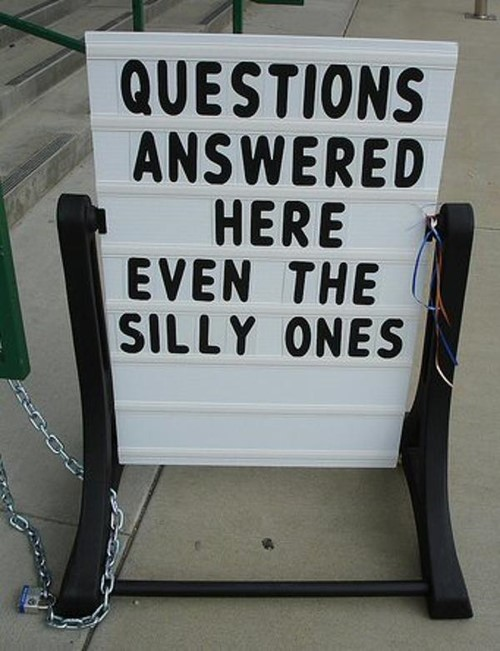 QUESTIONS
ANSWERED
HERE
EVEN THE
SILLY ONES